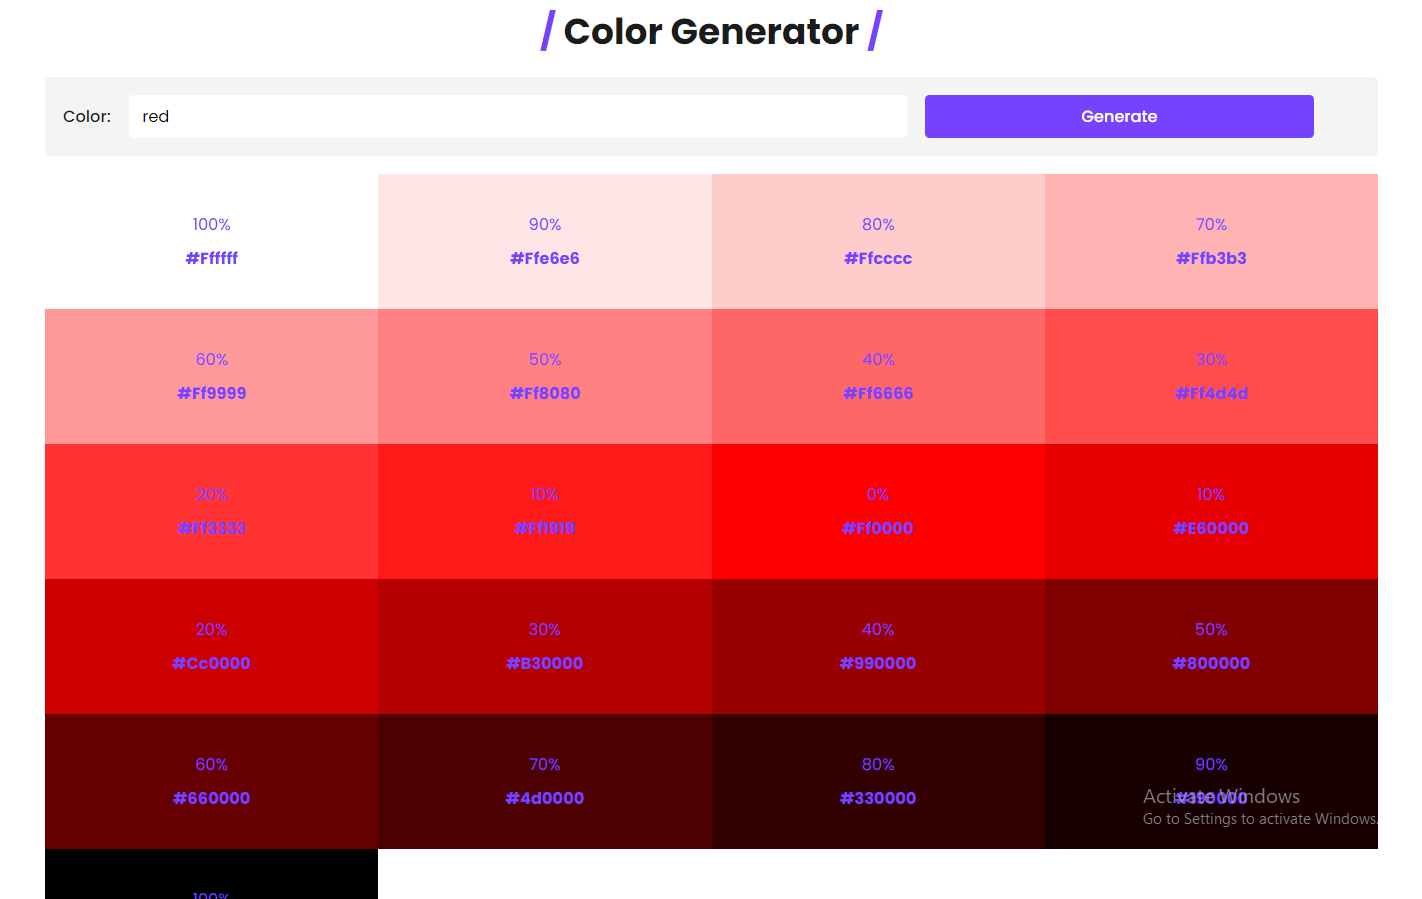 / Color Generator /
Color: red Generate
100% 90% 80% 70%
#Ffffff #Ffe6e6 #Ffcccc #Ffb3b3
60% 50% 40% 30%
#Ff9999 #Ff8080 #Ff6666 #Ff4d4d
20% 10% 0% 10%
#Ff3333 #Ff1919 #Ff0000 #E60000
20% 30% 40% 50%
#Cc0000 #B30000 #990000 #800000
60% 70% 80% 90%
#660000 #4d0000 #330000 #190000
Activate Windows
Go to Settings to activate Windows.
100%